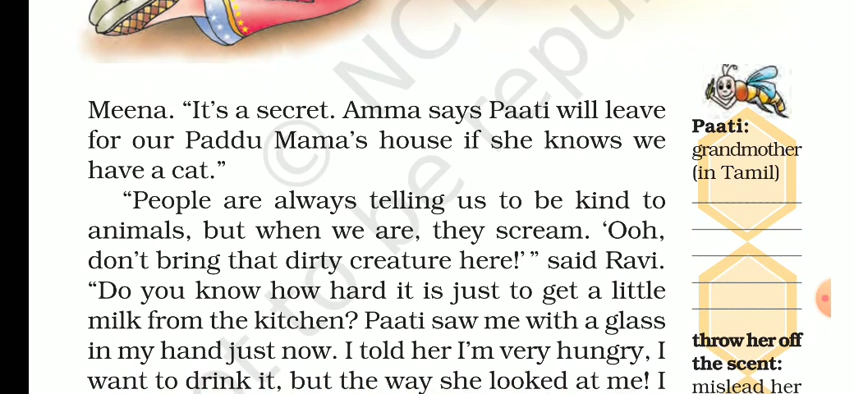 Meena. “It’s a secret. Amma says Paati will leave
for our Paddu Mama’s house if she knows we
have a cat.”
“People are always telling us to be kind to
animals, but when we are, they scream. ‘Ooh,
don’t bring that dirty creature here!’ ” said Ravi.
“Do you know how hard it is just to get a little
milk from the kitchen? Paati saw me with a glass
in my hand just now. I told her I’m very hungry, I
want to drink it, but the way she looked at me! I
Paati:
grandmother
(in Tamil)
throw her off
the scent:
mislead her
© NC
not to be repu